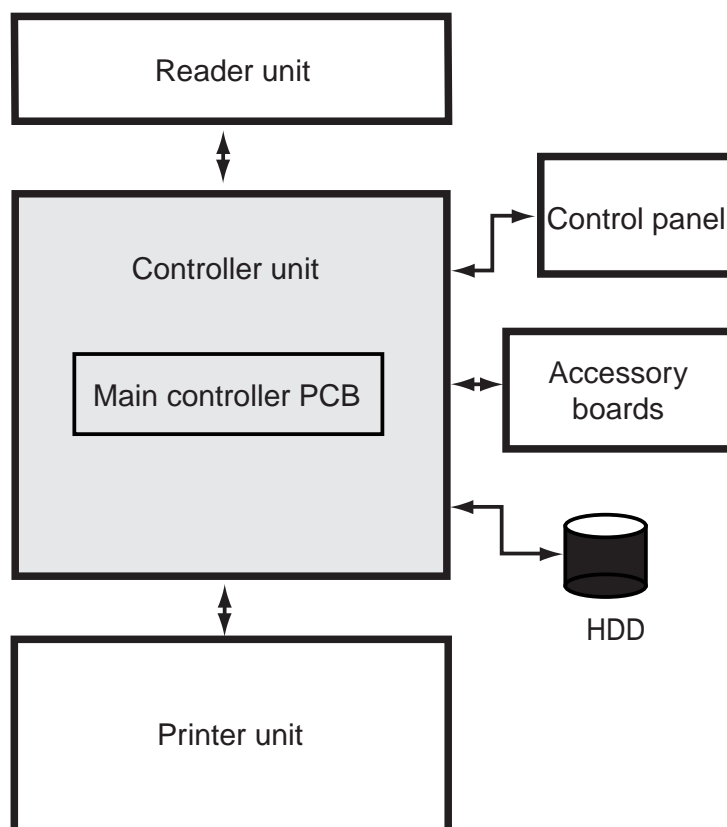 Reader unit
Control panel
Controller unit
Accessory
boards
Main controller PCB
HDD
Printer unit